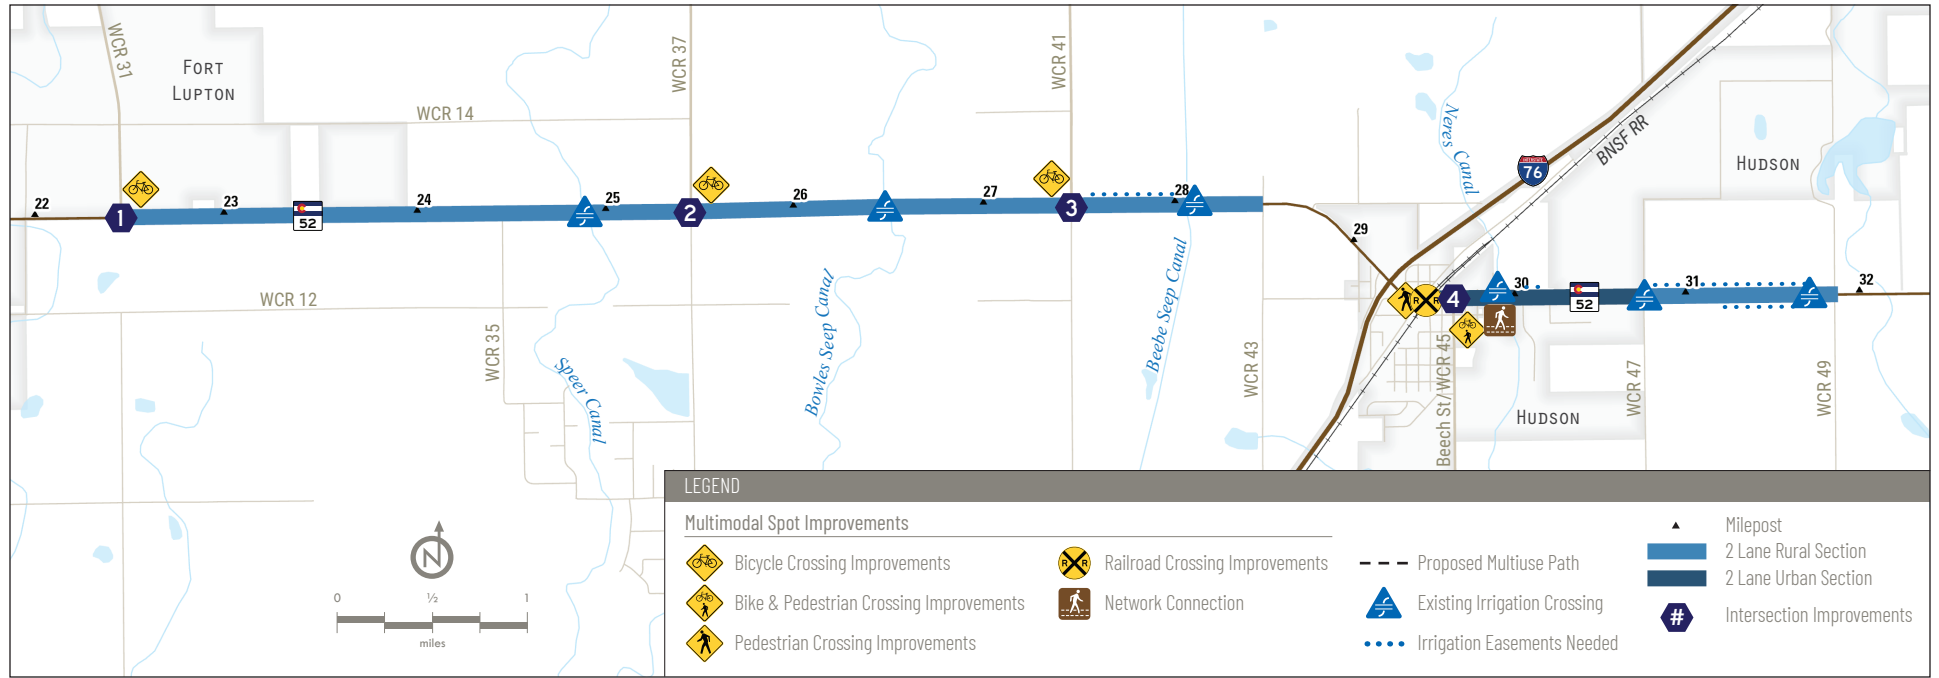 WCR 31
FORT
LUPTON
WCR 14
WCR 37
WCR 41
Neres Canal
INTERSTATE
76
BNSF RR
HUDSON
22
1
23
52
24
25
2
26
27
3
28
29
R R
4
30
52
31
32
WCR 12
WCR 35
Speer Canal
Bowles Seep Canal
Beebe Seep Canal
WCR 43
Beech St/WCR 45
HUDSON
WCR 47
WCR 49
N
0 ½ 1
miles
LEGEND
Multimodal Spot Improvements
Bicycle Crossing Improvements
Bike & Pedestrian Crossing Improvements
Pedestrian Crossing Improvements
R R Railroad Crossing Improvements
Network Connection
Proposed Multiuse Path
Existing Irrigation Crossing
Irrigation Easements Needed
Milepost
2 Lane Rural Section
2 Lane Urban Section
# Intersection Improvements